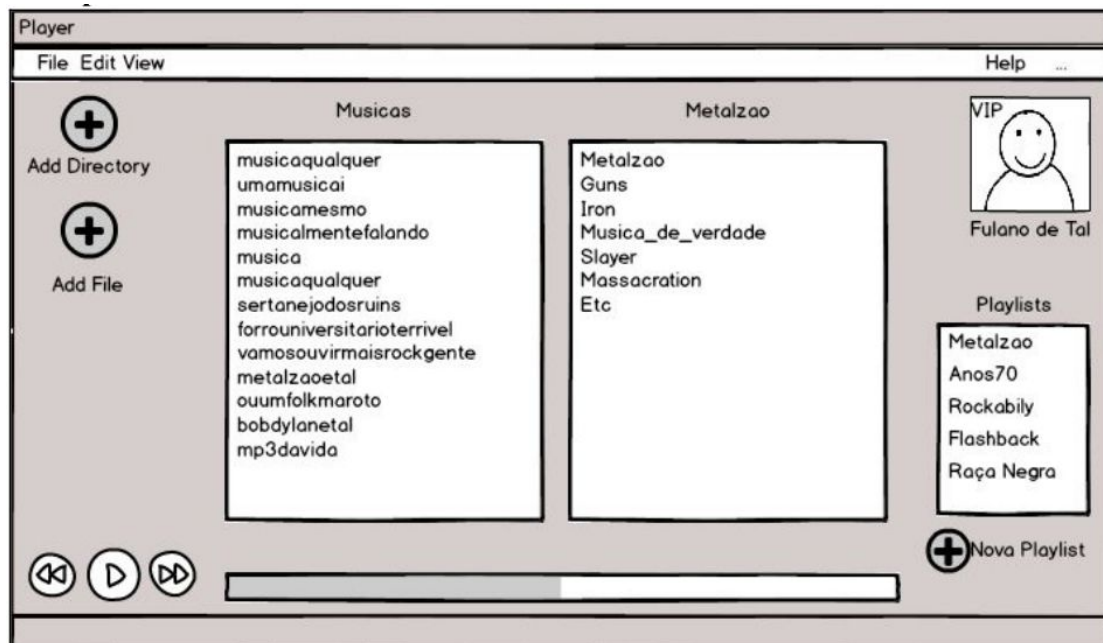 Player
File Edit View Help ...
Add Directory
Add File
Musicas
musicaqualquer
umamusicai
musicamesmo
musicalmentefalando
musica
musicaqualquer
sertanejodosruins
forrouniversitarioterrivel
vamosouvirmaisrockgente
metalzaoetal
ouumfolkmaroto
bobdylanetal
mp3davida
Metalzao
Metalzao
Guns
Iron
Musica_de_verdade
Slayer
Massacration
Etc
VIP
Fulano de Tal
Playlists
Metalzao
Anos70
Rockabily
Flashback
Raça Negra
Nova Playlist